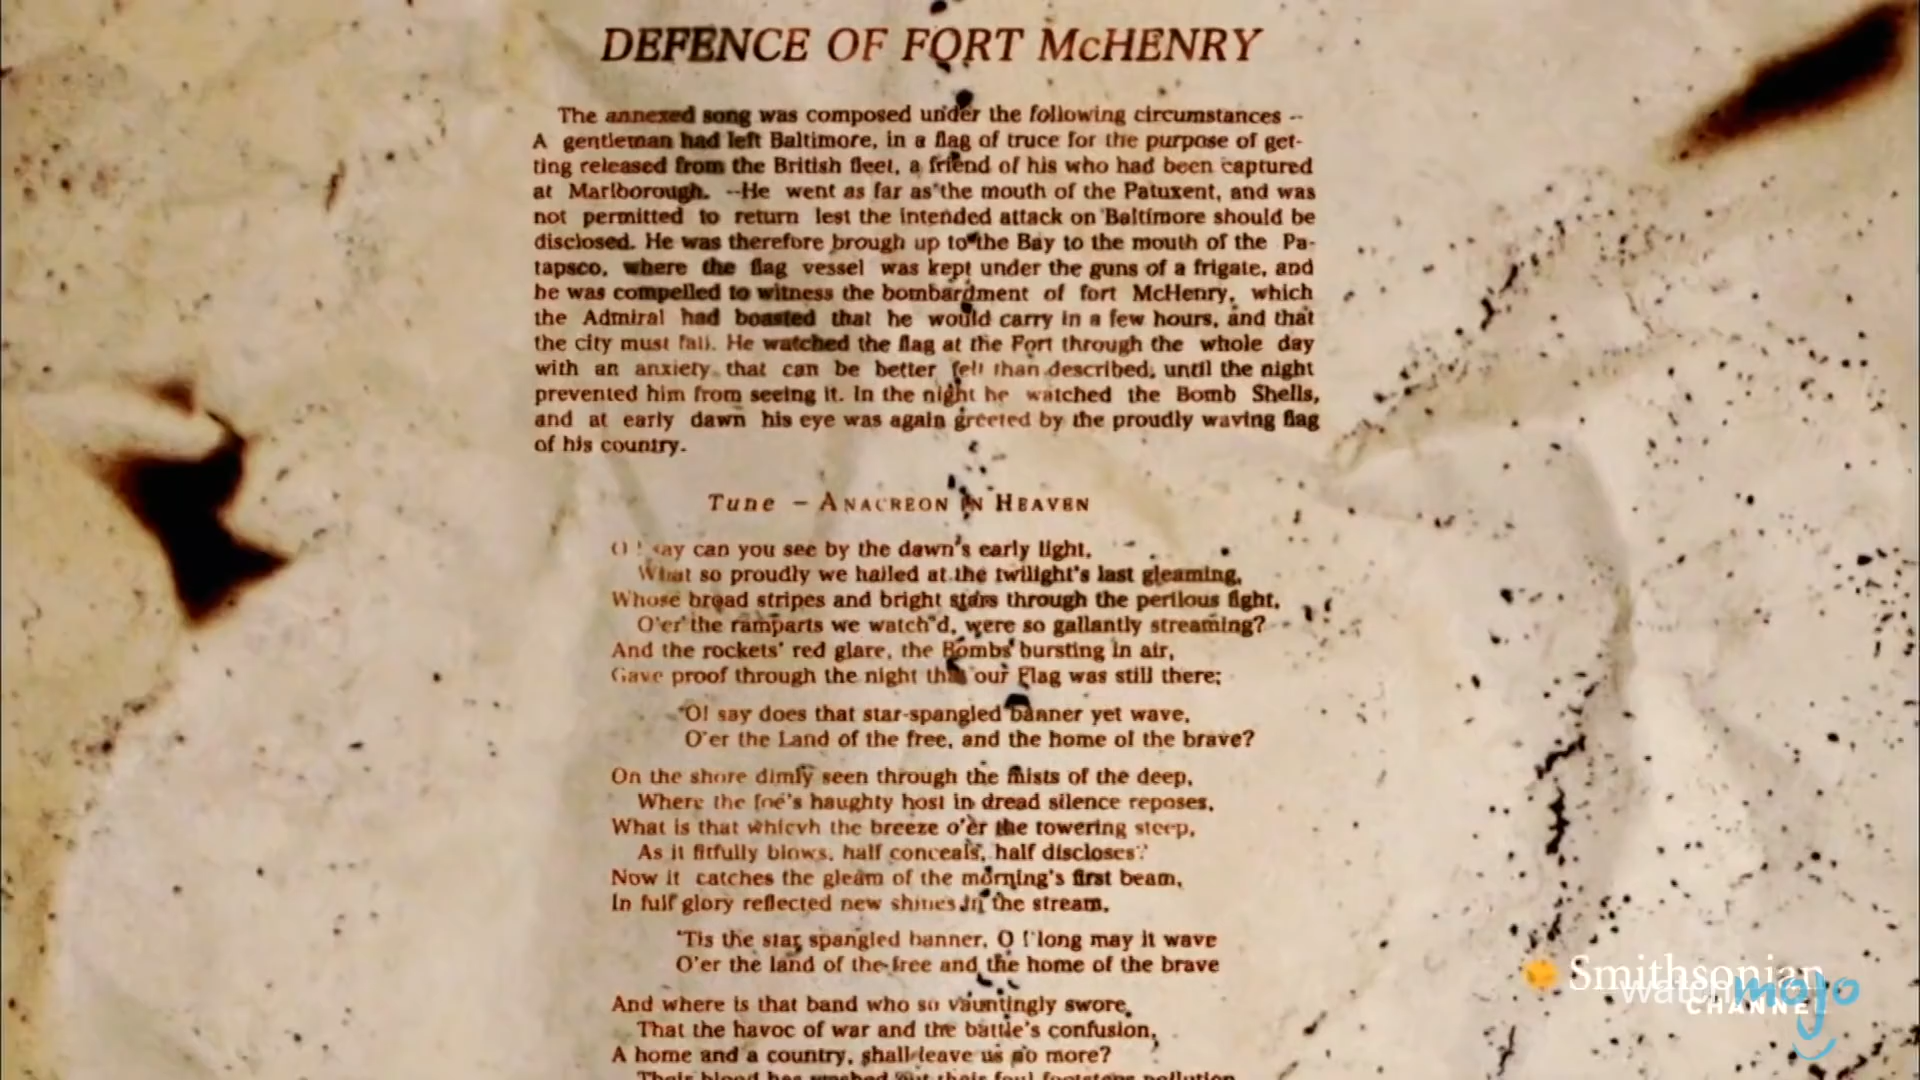 DEFENCE OF FORT McHENRY
The annexed song was composed under the following circumstances --
A gentleman had left Baltimore, in a flag of truce for the purpose of get-
ting released from the British fleet, a friend of his who had been captured
at Marlborough. --He went as far as the mouth of the Patuxent, and was
not permitted to return lest the intended attack on Baltimore should be
disclosed. He was therefore brough up to the Bay to the mouth of the Pa-
tapsco, where the flag vessel was kept under the guns of a frigate, and
he was compelled to witness the bombardment of fort McHenry, which
the Admiral had boasted that he would carry in a few hours, and that
the city must fall. He watched the flag at the Fort through the whole day
with an anxiety that can be better felt than described, until the night
prevented him from seeing it. In the night he watched the Bomb Shells,
and at early dawn his eye was again greeted by the proudly waving flag
of his country.
Tune – ANACREON IN HEAVEN
O ! say can you see by the dawn's early light,
What so proudly we hailed at the twilight's last gleaming,
Whose broad stripes and bright stars through the perilous fight,
O'er the ramparts we watch'd, were so gallantly streaming?
And the rockets' red glare, the Bombs bursting in air,
Gave proof through the night that our Flag was still there;
'O! say does that star-spangled banner yet wave,
O'er the Land of the free, and the home of the brave?
On the shore dimly seen through the mists of the deep,
Where the foe's haughty host in dread silence reposes,
What is that whicvh the breeze o'er the towering steep,
As it fitfully blows, half conceals, half discloses?
Now it catches the gleam of the morning's first beam,
In full glory reflected new shines in the stream,
'Tis the star spangled banner, O ! long may it wave
O'er the land of the free and the home of the brave
And where is that band who so vauntingly swore,
That the havoc of war and the battle's confusion,
A home and a country, shall leave us no more?
Their blood has washed out their foul footsteps pollution
Smithsonian
CHANNEL
watchmojo